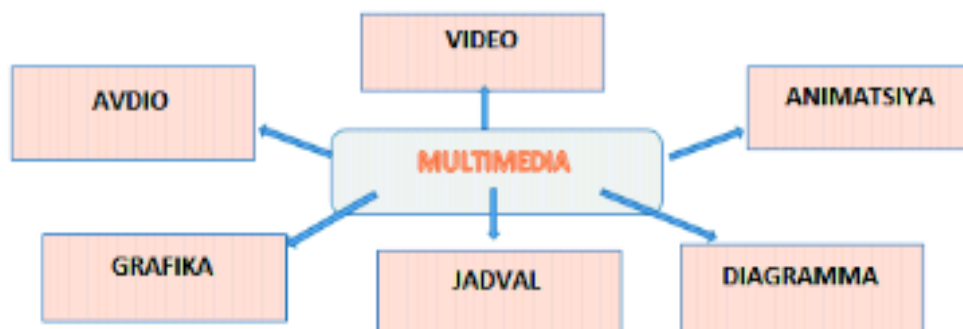 VIDEO
AVDIO
ANIMATSIYA
MULTIMEDIA
GRAFIKA
JADVAL
DIAGRAMMA